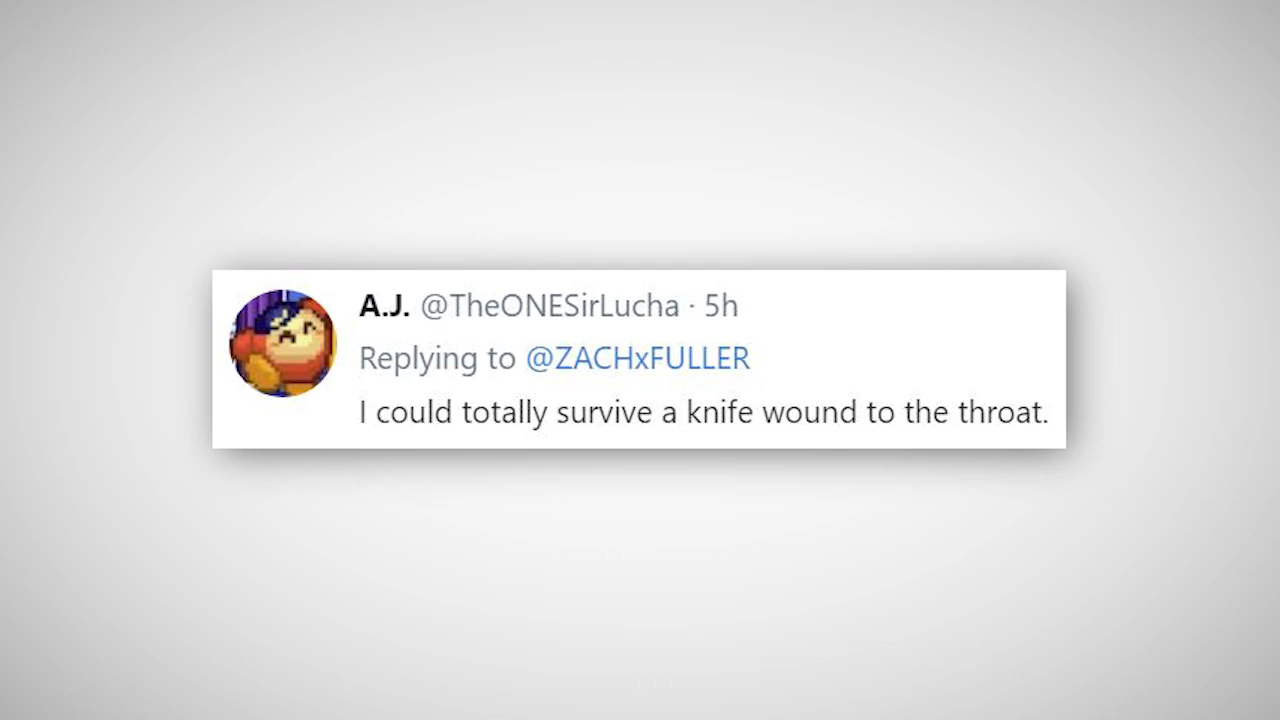 A.J. @TheONESirLucha · 5h
Replying to @ZACHxFULLER
I could totally survive a knife wound to the throat.